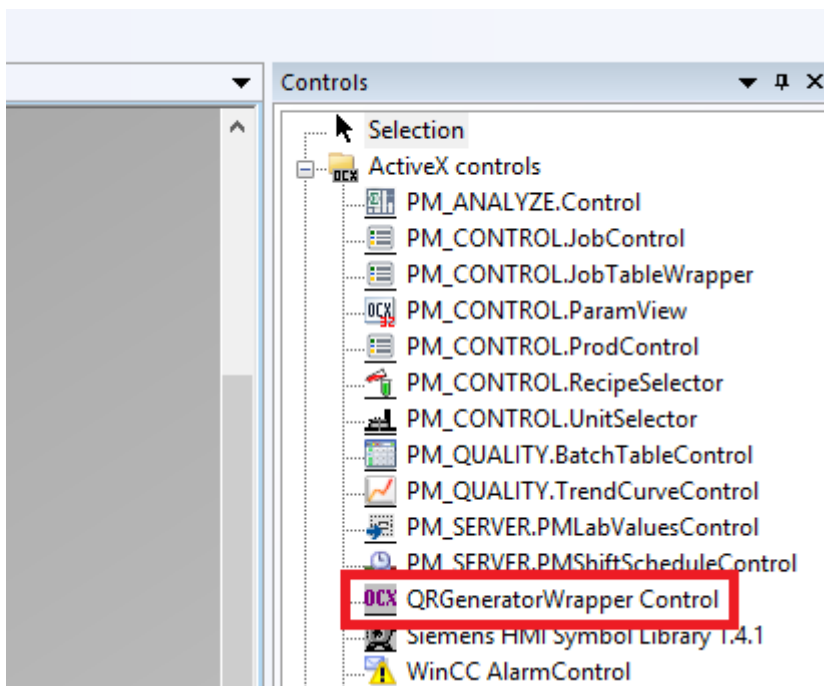 Controls
Selection
ActiveX controls
PM_ANALYZE.Control
PM_CONTROL.JobControl
PM_CONTROL.JobTableWrapper
PM_CONTROL.ParamView
PM_CONTROL.ProdControl
PM_CONTROL.RecipeSelector
PM_CONTROL.UnitSelector
PM_QUALITY.BatchTableControl
PM_QUALITY.TrendCurveControl
PM_SERVER.PMLabValuesControl
PM_SERVER.PMShiftScheduleControl
QRGeneratorWrapper Control
Siemens HMI Symbol Library 1.4.1
WinCC AlarmControl